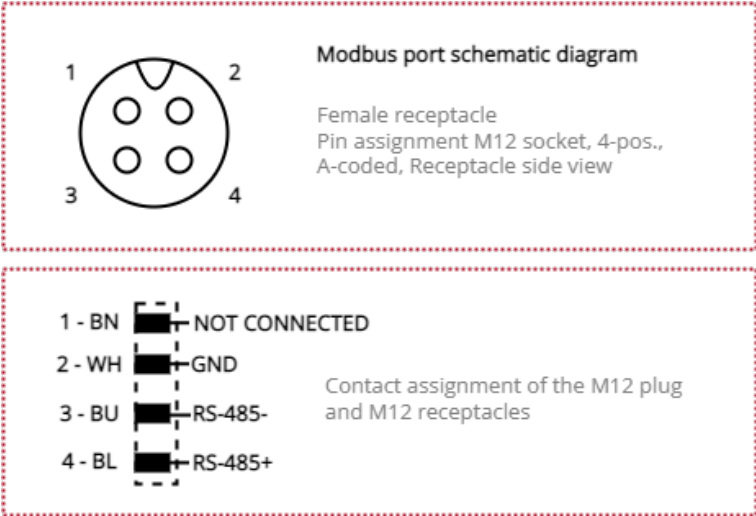 1
2
3
4
Modbus port schematic diagram
Female receptacle
Pin assignment M12 socket, 4-pos.,
A-coded, Receptacle side view
1 - BN NOT CONNECTED
2 - WH GND
3 - BU RS-485-
4 - BL RS-485+
Contact assignment of the M12 plug
and M12 receptacles